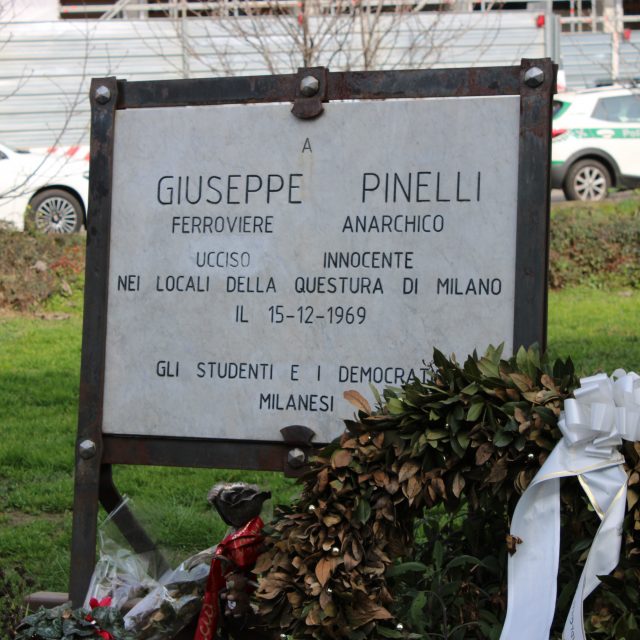 A
GIUSEPPE PINELLI
FERROVIERE ANARCHICO
UCCISO INNOCENTE
NEI LOCALI DELLA QUESTURA DI MILANO
IL 15-12-1969
GLI STUDENTI E I DEMOCRAT
MILANESI